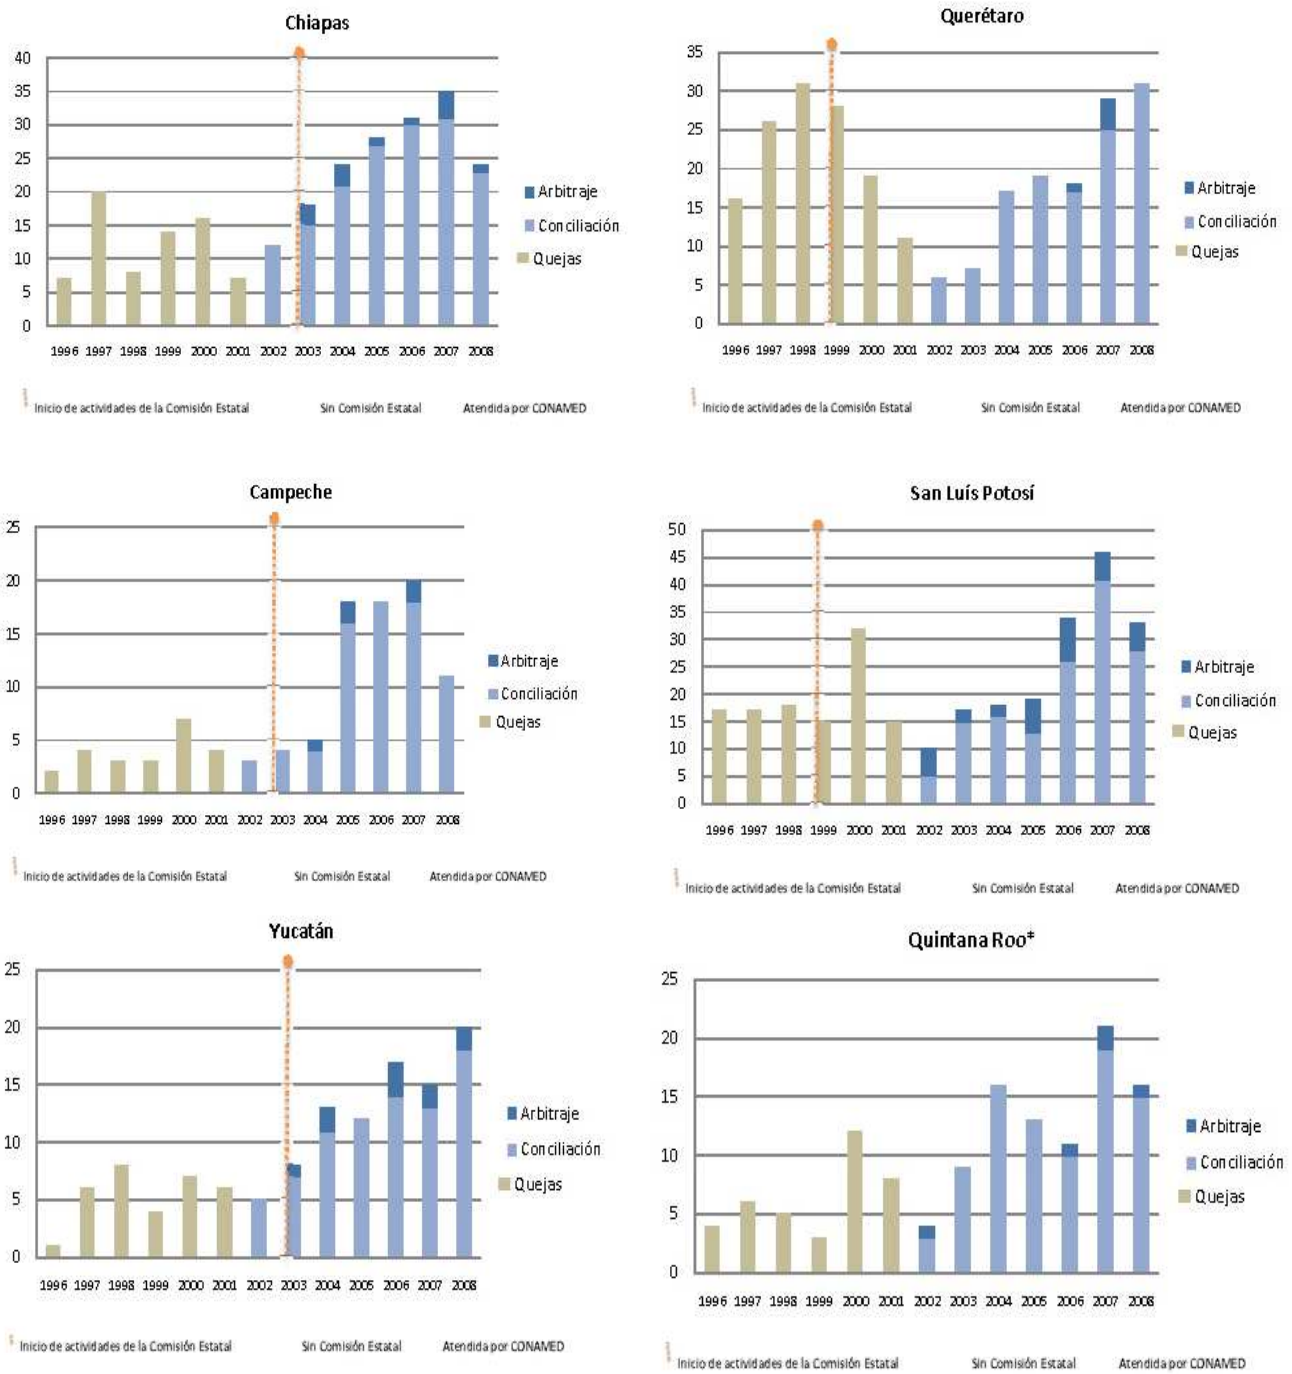 Chiapas
40
35
30
25
20
15
10
5
0
1996 1997 1998 1999 2000 2001 2002 2003 2004 2005 2006 2007 2008
Arbitraje
Conciliación
Quejas
Inicio de actividades de la Comisión Estatal Sin Comisión Estatal Atendida por CONAMED
Querétaro
35
30
25
20
15
10
5
0
1996 1997 1998 1999 2000 2001 2002 2003 2004 2005 2006 2007 2008
Arbitraje
Conciliación
Quejas
Inicio de actividades de la Comisión Estatal Sin Comisión Estatal Atendida por CONAMED
Campeche
25
20
15
10
5
0
1996 1997 1998 1999 2000 2001 2002 2003 2004 2005 2006 2007 2008
Arbitraje
Conciliación
Quejas
Inicio de actividades de la Comisión Estatal Sin Comisión Estatal Atendida por CONAMED
San Luís Potosí
50
45
40
35
30
25
20
15
10
5
0
1996 1997 1998 1999 2000 2001 2002 2003 2004 2005 2006 2007 2008
Arbitraje
Conciliación
Quejas
Inicio de actividades de la Comisión Estatal Sin Comisión Estatal Atendida por CONAMED
Yucatán
25
20
15
10
5
0
1996 1997 1998 1999 2000 2001 2002 2003 2004 2005 2006 2007 2008
Arbitraje
Conciliación
Quejas
Inicio de actividades de la Comisión Estatal Sin Comisión Estatal Atendida por CONAMED
Quintana Roo*
25
20
15
10
5
0
1996 1997 1998 1999 2000 2001 2002 2003 2004 2005 2006 2007 2008
Arbitraje
Conciliación
Quejas
Inicio de actividades de la Comisión Estatal Sin Comisión Estatal Atendida por CONAMED